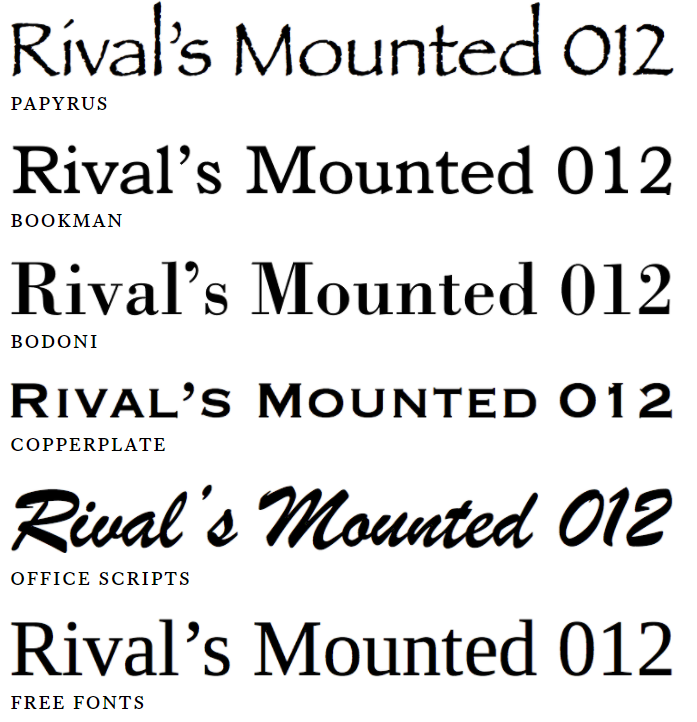 Rival’s Mounted 012
PAPYRUS
Rival’s Mounted 012
BOOKMAN
Rival’s Mounted 012
BODONI
RIVAL’S MOUNTED 012
COPPERPLATE
Rival’s Mounted 012
OFFICE SCRIPTS
Rival’s Mounted 012
FREE FONTS